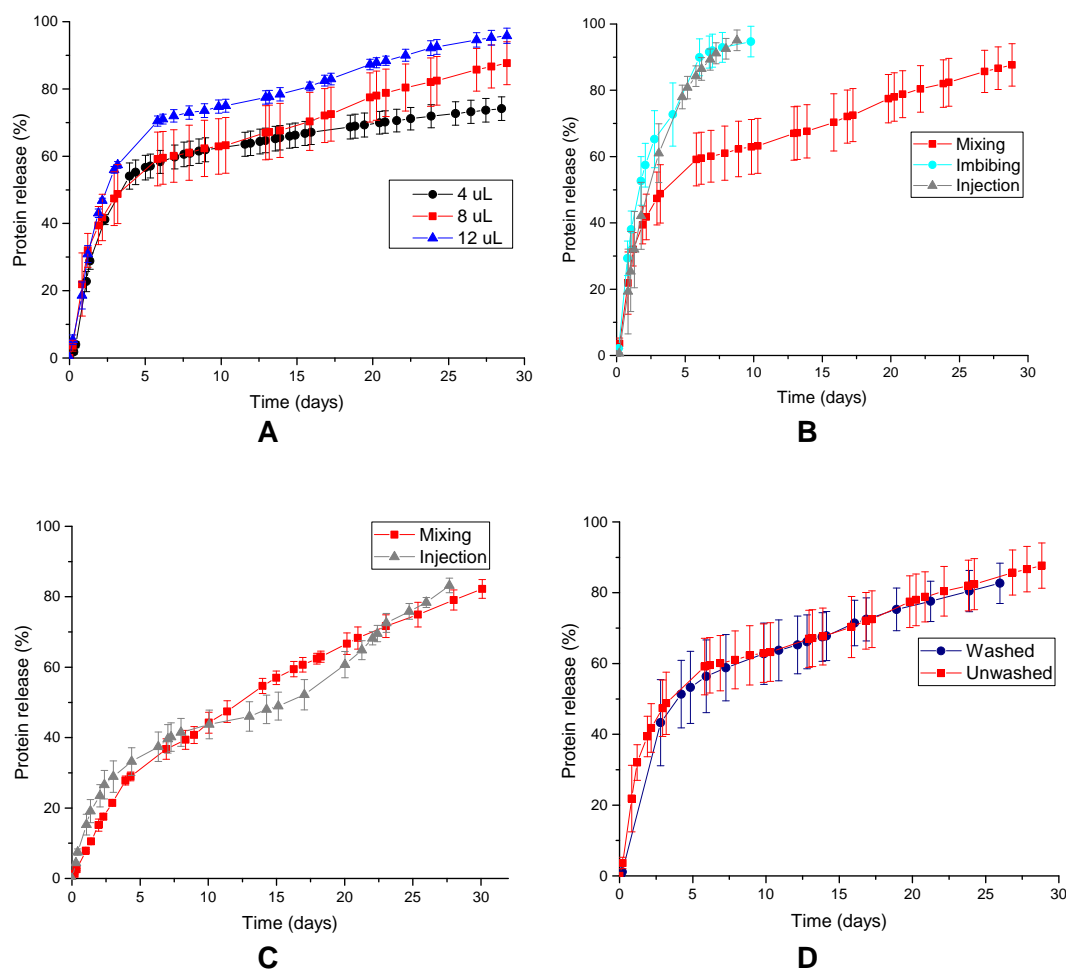 100
80
60
40
20
0
Protein release (%)
4 uL
8 uL
12 uL
0 5 10 15 20 25 30
Time (days)
A
100
80
60
40
20
0
Protein release (%)
Mixing
Imbibing
Injection
0 5 10 15 20 25 30
Time (days)
B
100
80
60
40
20
0
Protein release (%)
Mixing
Injection
0 5 10 15 20 25 30
Time (days)
C
100
80
60
40
20
0
Protein release (%)
Washed
Unwashed
0 5 10 15 20 25 30
Time (days)
D